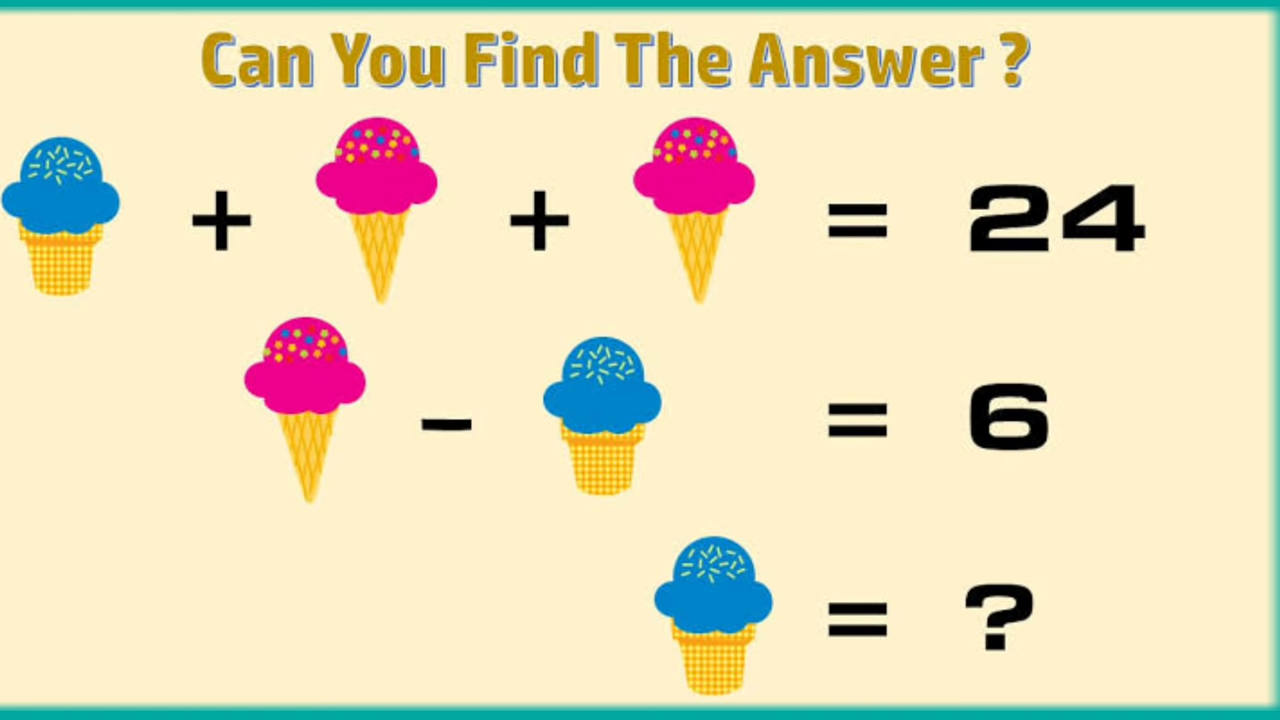 Can You Find The Answer ?
+ + = 24
- = 6
= ?